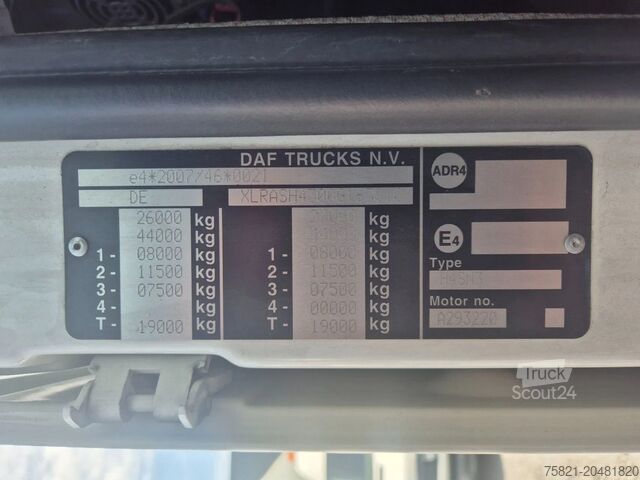 DAF TRUCKS N.V.
e4*2007/46*0021
DE
26000 kg
44000 kg
1- 08000 kg
2- 11500 kg
3- 07500 kg
4- kg
T- 19000 kg
kg
kg
1- 08000 kg
2- 11500 kg
3- 07500 kg
4- 00000 kg
T- 19000 kg
ADR4
E4
Type
Motor no.
A293220
Truck
Scout24
75821-20481820